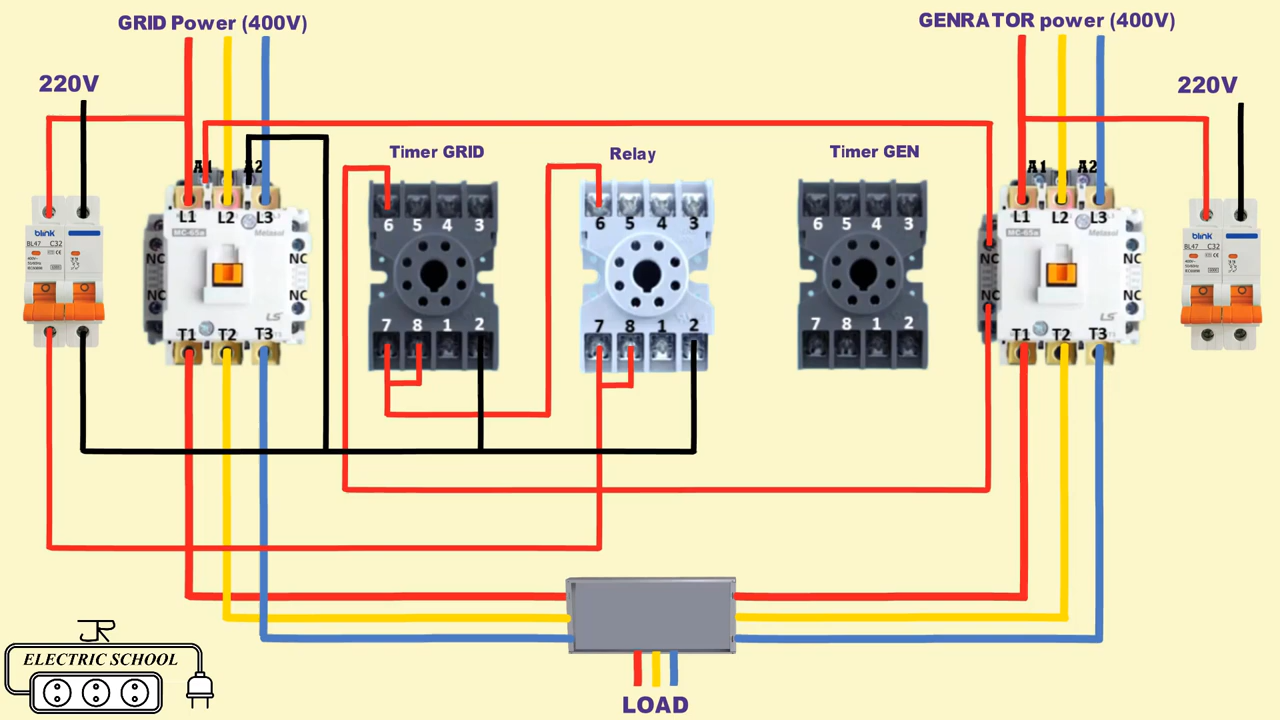 GRID Power (400V)
GENRATOR power (400V)
220V
220V
Timer GRID
Relay
Timer GEN
A1
A2
A1 A2
L1 L2 L3
L1 L2 L3
MC-65a
Metasol
MC-65a
Metasol
6 5 4 3
6 5 4 3
6 5 4 3
blink
BL47 C32
blink
BL47 C32
NC NC
NC NC
NC NC
NC NC
LS
LS
T1 T2 T3
T1 T2 T3
7 8 1 2
7 8 1 2
7 8 1 2
JR
ELECTRIC SCHOOL
LOAD